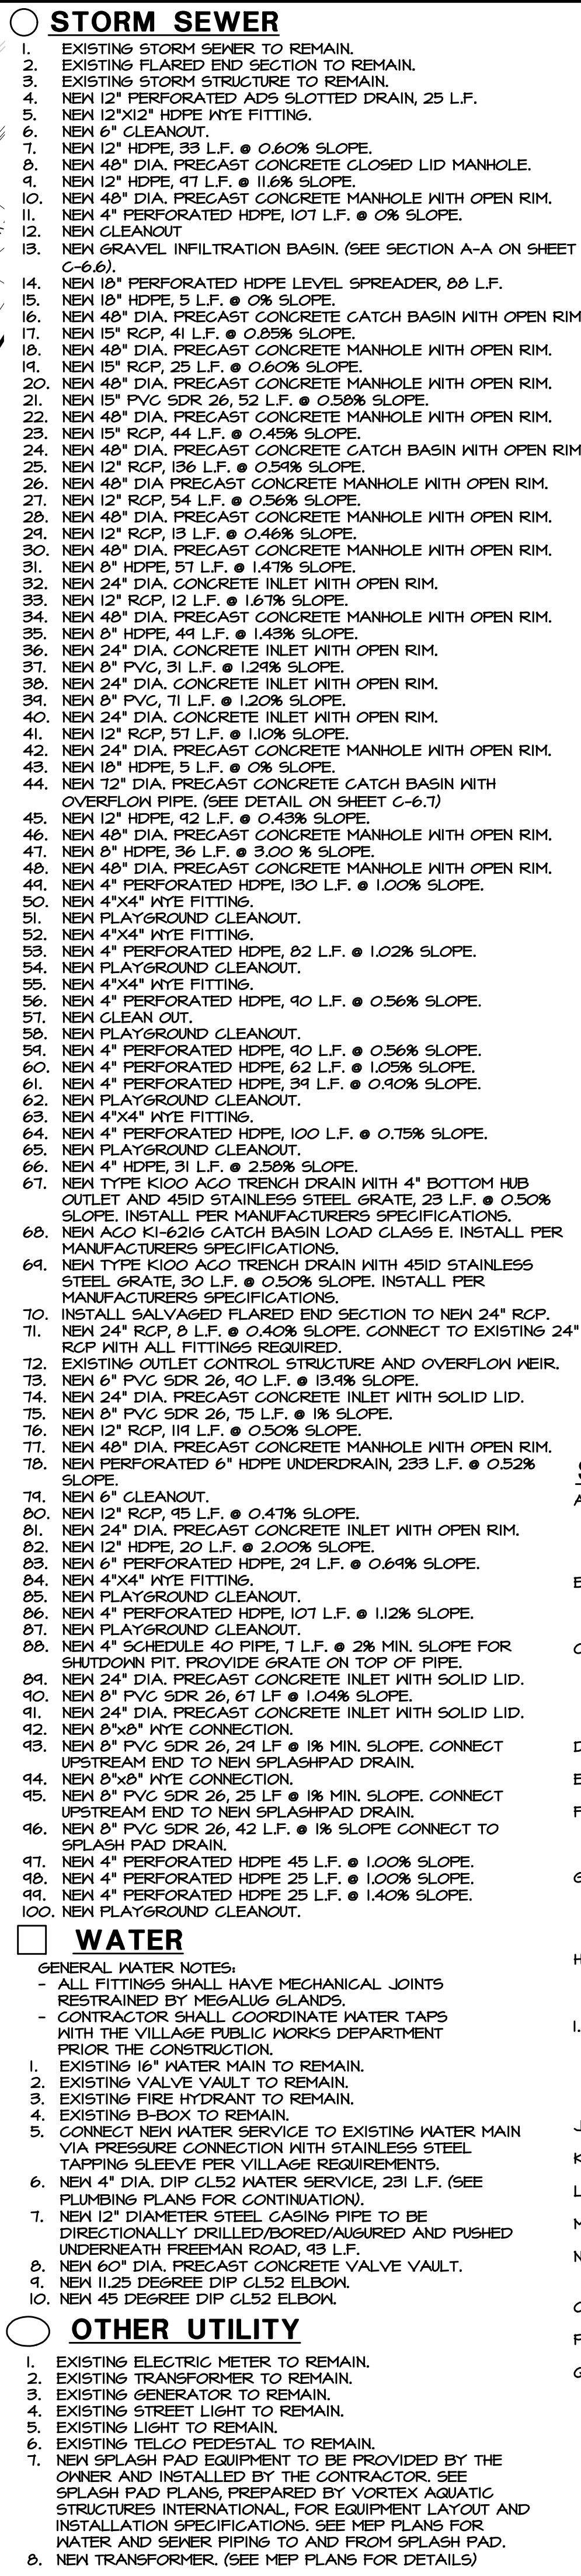 STORM SEWER
1. EXISTING STORM SEWER TO REMAIN.
2. EXISTING FLARED END SECTION TO REMAIN.
3. EXISTING STORM STRUCTURE TO REMAIN.
4. NEW 12" PERFORATED ADS SLOTTED DRAIN, 25 L.F.
5. NEW 12"X12" HDPE WYE FITTING.
6. NEW 6" CLEANOUT.
7. NEW 12" HDPE, 33 L.F. @ 0.60% SLOPE.
8. NEW 48" DIA. PRECAST CONCRETE CLOSED LID MANHOLE.
9. NEW 12" HDPE, 97 L.F. @ 11.6% SLOPE.
10. NEW 48" DIA. PRECAST CONCRETE MANHOLE WITH OPEN RIM.
11. NEW 4" PERFORATED HDPE, 107 L.F. @ 0% SLOPE.
12. NEW CLEANOUT
13. NEW GRAVEL INFILTRATION BASIN. (SEE SECTION A-A ON SHEET
C-6.6).
14. NEW 18" PERFORATED HDPE LEVEL SPREADER, 88 L.F.
15. NEW 18" HDPE, 5 L.F. @ 0% SLOPE.
16. NEW 48" DIA. PRECAST CONCRETE CATCH BASIN WITH OPEN RIM
17. NEW 15" RCP, 41 L.F. @ 0.85% SLOPE.
18. NEW 48" DIA. PRECAST CONCRETE MANHOLE WITH OPEN RIM.
19. NEW 15" RCP, 25 L.F. @ 0.60% SLOPE.
20. NEW 48" DIA. PRECAST CONCRETE MANHOLE WITH OPEN RIM.
21. NEW 15" PVC SDR 26, 52 L.F. @ 0.58% SLOPE.
22. NEW 48" DIA. PRECAST CONCRETE MANHOLE WITH OPEN RIM.
23. NEW 15" RCP, 44 L.F. @ 0.45% SLOPE.
24. NEW 48" DIA. PRECAST CONCRETE CATCH BASIN WITH OPEN RIM
25. NEW 12" RCP, 136 L.F. @ 0.59% SLOPE.
26. NEW 48" DIA PRECAST CONCRETE MANHOLE WITH OPEN RIM.
27. NEW 12" RCP, 54 L.F. @ 0.56% SLOPE.
28. NEW 48" DIA. PRECAST CONCRETE MANHOLE WITH OPEN RIM.
29. NEW 12" RCP, 13 L.F. @ 0.46% SLOPE.
30. NEW 48" DIA. PRECAST CONCRETE MANHOLE WITH OPEN RIM.
31. NEW 8" HDPE, 57 L.F. @ 1.47% SLOPE.
32. NEW 24" DIA. CONCRETE INLET WITH OPEN RIM.
33. NEW 12" RCP, 12 L.F. @ 1.67% SLOPE.
34. NEW 48" DIA. PRECAST CONCRETE MANHOLE WITH OPEN RIM.
35. NEW 8" HDPE, 49 L.F. @ 1.43% SLOPE.
36. NEW 24" DIA. CONCRETE INLET WITH OPEN RIM.
37. NEW 8" PVC, 31 L.F. @ 1.29% SLOPE.
38. NEW 24" DIA. CONCRETE INLET WITH OPEN RIM.
39. NEW 8" PVC, 71 L.F. @ 1.20% SLOPE.
40. NEW 24" DIA. CONCRETE INLET WITH OPEN RIM.
41. NEW 12" RCP, 57 L.F. @ 1.10% SLOPE.
42. NEW 24" DIA. PRECAST CONCRETE MANHOLE WITH OPEN RIM.
43. NEW 18" HDPE, 5 L.F. @ 0% SLOPE.
44. NEW 72" DIA. PRECAST CONCRETE CATCH BASIN WITH
OVERFLOW PIPE. (SEE DETAIL ON SHEET C-6.7)
45. NEW 12" HDPE, 92 L.F. @ 0.43% SLOPE.
46. NEW 48" DIA. PRECAST CONCRETE MANHOLE WITH OPEN RIM.
47. NEW 8" HDPE, 36 L.F. @ 3.00 % SLOPE.
48. NEW 48" DIA. PRECAST CONCRETE MANHOLE WITH OPEN RIM.
49. NEW 4" PERFORATED HDPE, 130 L.F. @ 1.00% SLOPE.
50. NEW 4"X4" WYE FITTING.
51. NEW PLAYGROUND CLEANOUT.
52. NEW 4"X4" WYE FITTING.
53. NEW 4" PERFORATED HDPE, 82 L.F. @ 1.02% SLOPE.
54. NEW PLAYGROUND CLEANOUT.
55. NEW 4"X4" WYE FITTING.
56. NEW 4" PERFORATED HDPE, 90 L.F. @ 0.56% SLOPE.
57. NEW CLEAN OUT.
58. NEW PLAYGROUND CLEANOUT.
59. NEW 4" PERFORATED HDPE, 90 L.F. @ 0.56% SLOPE.
60. NEW 4" PERFORATED HDPE, 62 L.F. @ 1.05% SLOPE.
61. NEW 4" PERFORATED HDPE, 39 L.F. @ 0.90% SLOPE.
62. NEW PLAYGROUND CLEANOUT.
63. NEW 4"X4" WYE FITTING.
64. NEW 4" PERFORATED HDPE, 100 L.F. @ 0.75% SLOPE.
65. NEW PLAYGROUND CLEANOUT.
66. NEW 4" HDPE, 31 L.F. @ 2.58% SLOPE.
67. NEW TYPE K100 ACO TRENCH DRAIN WITH 4" BOTTOM HUB
OUTLET AND 451D STAINLESS STEEL GRATE, 23 L.F. @ 0.50%
SLOPE. INSTALL PER MANUFACTURERS SPECIFICATIONS.
68. NEW ACO K1-621G CATCH BASIN LOAD CLASS E. INSTALL PER
MANUFACTURERS SPECIFICATIONS.
69. NEW TYPE K100 ACO TRENCH DRAIN WITH 451D STAINLESS
STEEL GRATE, 30 L.F. @ 0.50% SLOPE. INSTALL PER
MANUFACTURERS SPECIFICATIONS.
70. INSTALL SALVAGED FLARED END SECTION TO NEW 24" RCP.
71. NEW 24" RCP, 8 L.F. @ 0.40% SLOPE. CONNECT TO EXISTING 24"
RCP WITH ALL FITTINGS REQUIRED.
72. EXISTING OUTLET CONTROL STRUCTURE AND OVERFLOW WEIR.
73. NEW 6" PVC SDR 26, 90 L.F. @ 13.9% SLOPE.
74. NEW 24" DIA. PRECAST CONCRETE INLET WITH SOLID LID.
75. NEW 8" PVC SDR 26, 75 L.F. @ 1% SLOPE.
76. NEW 12" RCP, 119 L.F. @ 0.50% SLOPE.
77. NEW 48" DIA. PRECAST CONCRETE MANHOLE WITH OPEN RIM.
78. NEW PERFORATED 6" HDPE UNDERDRAIN, 233 L.F. @ 0.52%
SLOPE.
79. NEW 6" CLEANOUT.
80. NEW 12" RCP, 95 L.F. @ 0.47% SLOPE.
81. NEW 24" DIA. PRECAST CONCRETE INLET WITH OPEN RIM.
82. NEW 12" HDPE, 20 L.F. @ 2.00% SLOPE.
83. NEW 6" PERFORATED HDPE, 29 L.F. @ 0.69% SLOPE.
84. NEW 4"X4" WYE FITTING.
85. NEW PLAYGROUND CLEANOUT.
86. NEW 4" PERFORATED HDPE, 107 L.F. @ 1.12% SLOPE.
87. NEW PLAYGROUND CLEANOUT.
88. NEW 4" SCHEDULE 40 PIPE, 7 L.F. @ 2% MIN. SLOPE FOR
SHUTDOWN PIT. PROVIDE GRATE ON TOP OF PIPE.
89. NEW 24" DIA. PRECAST CONCRETE INLET WITH SOLID LID.
90. NEW 8" PVC SDR 26, 67 LF @ 1.04% SLOPE.
91. NEW 24" DIA. PRECAST CONCRETE INLET WITH SOLID LID.
92. NEW 8"x8" WYE CONNECTION.
93. NEW 8" PVC SDR 26, 29 LF @ 1% MIN. SLOPE. CONNECT
UPSTREAM END TO NEW SPLASHPAD DRAIN.
94. NEW 8"x8" WYE CONNECTION.
95. NEW 8" PVC SDR 26, 25 LF @ 1% MIN. SLOPE. CONNECT
UPSTREAM END TO NEW SPLASHPAD DRAIN.
96. NEW 8" PVC SDR 26, 42 L.F. @ 1% SLOPE CONNECT TO
SPLASH PAD DRAIN.
97. NEW 4" PERFORATED HDPE 45 L.F. @ 1.00% SLOPE.
98. NEW 4" PERFORATED HDPE 25 L.F. @ 1.00% SLOPE.
99. NEW 4" PERFORATED HDPE 25 L.F. @ 1.40% SLOPE.
100. NEW PLAYGROUND CLEANOUT.
WATER
GENERAL WATER NOTES:
- ALL FITTINGS SHALL HAVE MECHANICAL JOINTS
RESTRAINED BY MEGALUG GLANDS.
- CONTRACTOR SHALL COORDINATE WATER TAPS
WITH THE VILLAGE PUBLIC WORKS DEPARTMENT
PRIOR THE CONSTRUCTION.
1. EXISTING 16" WATER MAIN TO REMAIN.
2. EXISTING VALVE VAULT TO REMAIN.
3. EXISTING FIRE HYDRANT TO REMAIN.
4. EXISTING B-BOX TO REMAIN.
5. CONNECT NEW WATER SERVICE TO EXISTING WATER MAIN
VIA PRESSURE CONNECTION WITH STAINLESS STEEL
TAPPING SLEEVE PER VILLAGE REQUIREMENTS.
6. NEW 4" DIA. DIP CL52 WATER SERVICE, 231 L.F. (SEE
PLUMBING PLANS FOR CONTINUATION).
7. NEW 12" DIAMETER STEEL CASING PIPE TO BE
DIRECTIONALLY DRILLED/BORED/AUGURED AND PUSHED
UNDERNEATH FREEMAN ROAD, 93 L.F.
8. NEW 60" DIA. PRECAST CONCRETE VALVE VAULT.
9. NEW 11.25 DEGREE DIP CL52 ELBOW.
10. NEW 45 DEGREE DIP CL52 ELBOW.
OTHER UTILITY
1. EXISTING ELECTRIC METER TO REMAIN.
2. EXISTING TRANSFORMER TO REMAIN.
3. EXISTING GENERATOR TO REMAIN.
4. EXISTING STREET LIGHT TO REMAIN.
5. EXISTING LIGHT TO REMAIN.
6. EXISTING TELCO PEDESTAL TO REMAIN.
7. NEW SPLASH PAD EQUIPMENT TO BE PROVIDED BY THE
OWNER AND INSTALLED BY THE CONTRACTOR. SEE
SPLASH PAD PLANS, PREPARED BY VORTEX AQUATIC
STRUCTURES INTERNATIONAL, FOR EQUIPMENT LAYOUT AND
INSTALLATION SPECIFICATIONS. SEE MEP PLANS FOR
WATER AND SEWER PIPING TO AND FROM SPLASH PAD.
8. NEW TRANSFORMER. (SEE MEP PLANS FOR DETAILS)